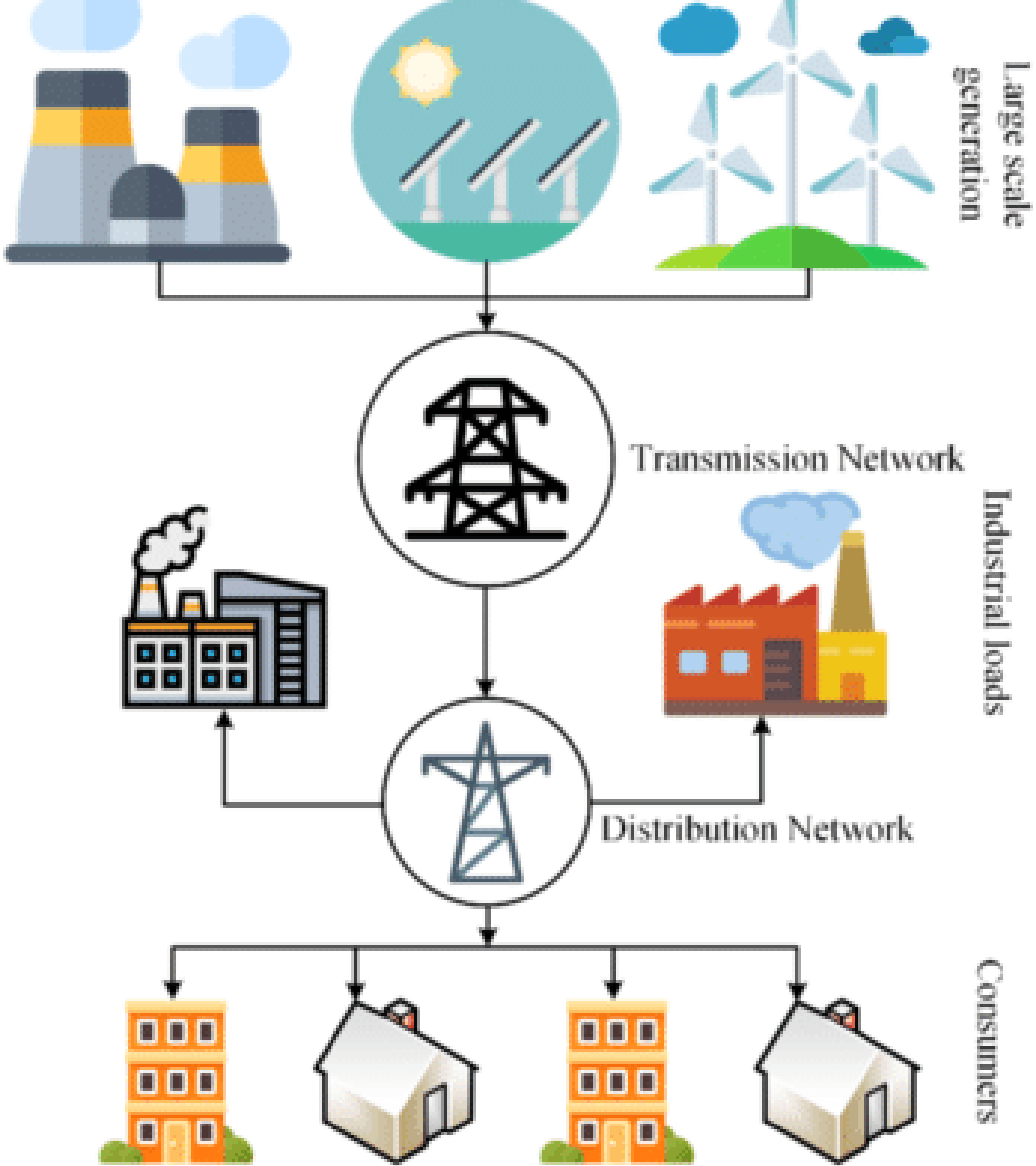 Large scale
generation
Transmission Network
Industrial loads
Distribution Network
Consumers